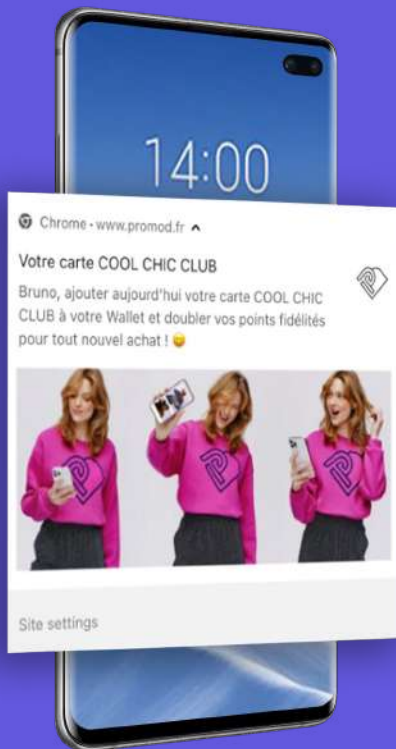 14:00
Chrome • www.promod.fr
Votre carte COOL CHIC CLUB
Bruno, ajouter aujourd'hui votre carte COOL CHIC
CLUB à votre Wallet et doubler vos points fidélités
pour tout nouvel achat ! 😀
Site settings